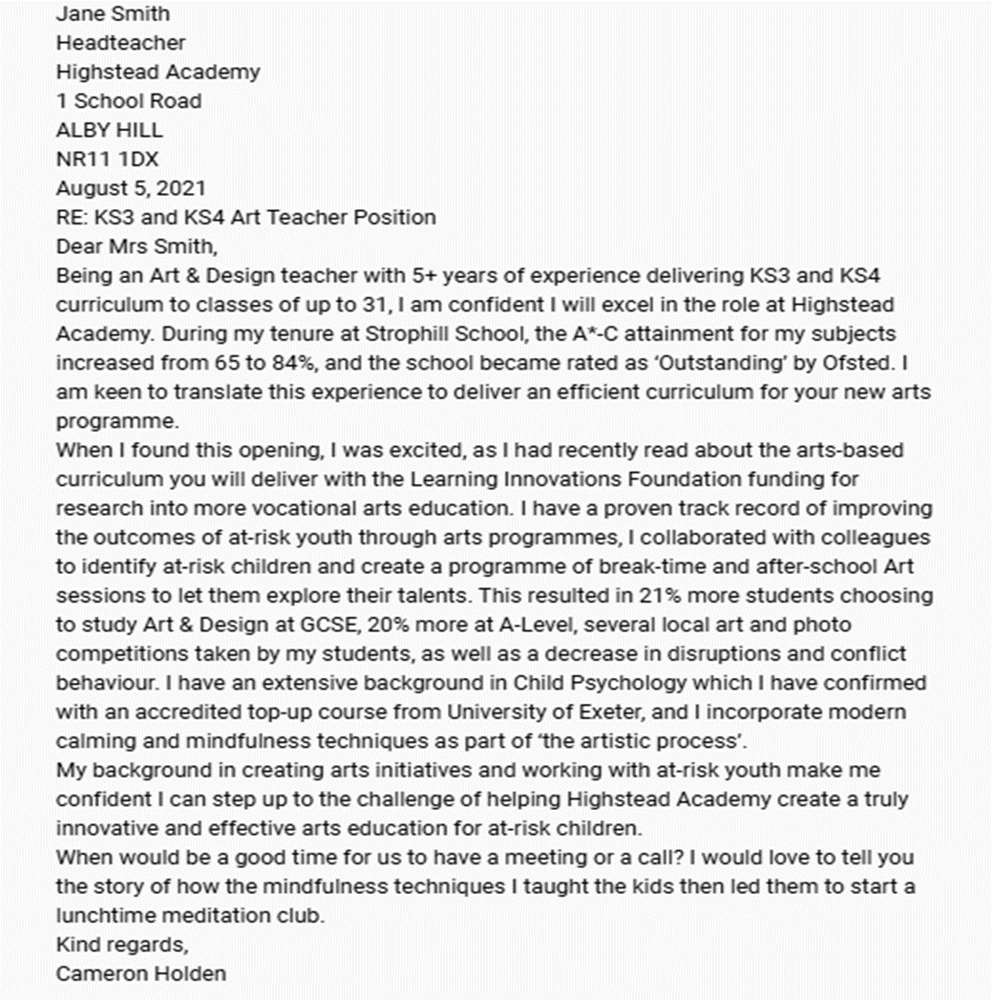 Jane Smith
Headteacher
Highstead Academy
1 School Road
ALBY HILL
NR11 1DX
August 5, 2021
RE: KS3 and KS4 Art Teacher Position
Dear Mrs Smith,
Being an Art & Design teacher with 5+ years of experience delivering KS3 and KS4
curriculum to classes of up to 31, I am confident I will excel in the role at Highstead
Academy. During my tenure at Strophill School, the A*-C attainment for my subjects
increased from 65 to 84%, and the school became rated as ‘Outstanding’ by Ofsted. I
am keen to translate this experience to deliver an efficient curriculum for your new arts
programme.
When I found this opening, I was excited, as I had recently read about the arts-based
curriculum you will deliver with the Learning Innovations Foundation funding for
research into more vocational arts education. I have a proven track record of improving
the outcomes of at-risk youth through arts programmes, I collaborated with colleagues
to identify at-risk children and create a programme of break-time and after-school Art
sessions to let them explore their talents. This resulted in 21% more students choosing
to study Art & Design at GCSE, 20% more at A-Level, several local art and photo
competitions taken by my students, as well as a decrease in disruptions and conflict
behaviour. I have an extensive background in Child Psychology which I have confirmed
with an accredited top-up course from University of Exeter, and I incorporate modern
calming and mindfulness techniques as part of ‘the artistic process’.
My background in creating arts initiatives and working with at-risk youth make me
confident I can step up to the challenge of helping Highstead Academy create a truly
innovative and effective arts education for at-risk children.
When would be a good time for us to have a meeting or a call? I would love to tell you
the story of how the mindfulness techniques I taught the kids then led them to start a
lunchtime meditation club.
Kind regards,
Cameron Holden